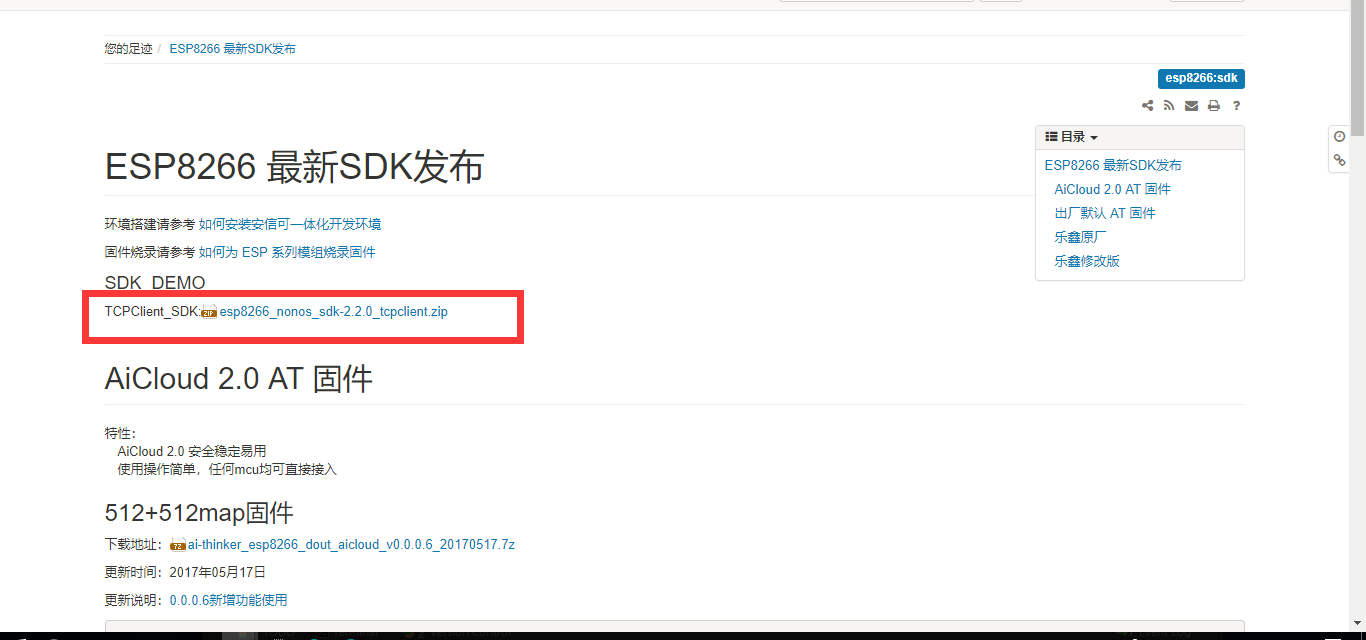 您的足迹 / ESP8266 最新SDK发布
esp8266:sdk
?
目录
ESP8266 最新SDK发布
AiCloud 2.0 AT 固件
出厂默认 AT 固件
乐鑫原厂
乐鑫修改版
ESP8266 最新SDK发布
环境搭建请参考 如何安装安信可一体化开发环境
固件烧录请参考 如何为 ESP 系列模组烧录固件
SDK_DEMO
TCPClient_SDK: ZIP esp8266_nonos_sdk-2.2.0_tcpclient.zip
AiCloud 2.0 AT 固件
特性：
AiCloud 2.0 安全稳定易用
使用操作简单，任何mcu均可直接接入
512+512map固件
下载地址： 7Z ai-thinker_esp8266_dout_aicloud_v0.0.0.6_20170517.7z
更新时间：2017年05月17日
更新说明：0.0.0.6新增功能使用